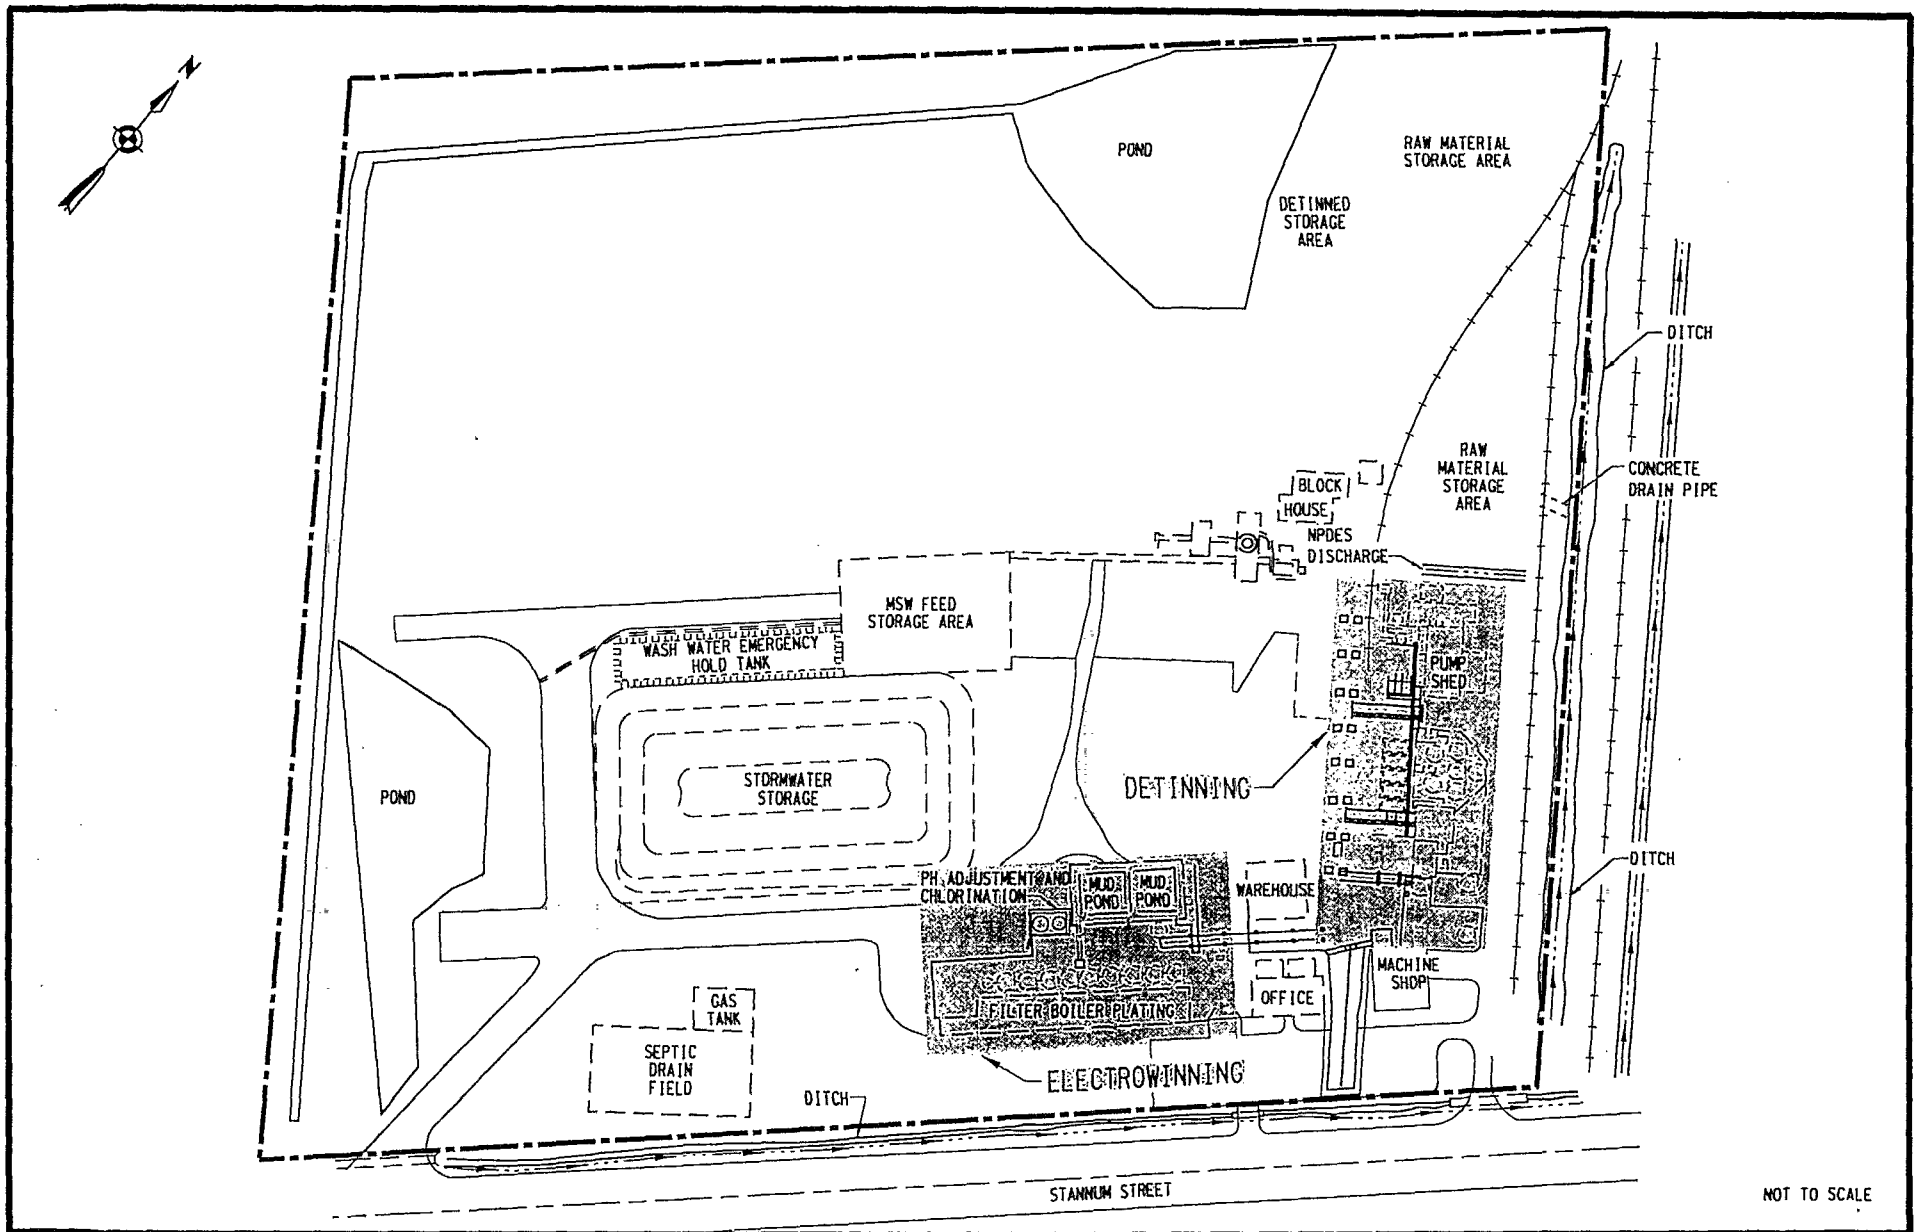 N
POND
RAW MATERIAL
STORAGE AREA
DETINNED
STORAGE
AREA
DITCH
RAW
MATERIAL
STORAGE
AREA
CONCRETE
DRAIN PIPE
BLOCK
HOUSE
NPDES
DISCHARGE
MSW FEED
STORAGE AREA
WASH WATER EMERGENCY
HOLD TANK
PUMP
SHED
STORMWATER
STORAGE
POND
DETINNING
DITCH
PH ADJUSTMENT AND
CHLORINATION
MUD
POND
MUD
POND
WAREHOUSE
MACHINE
SHOP
OFFICE
GAS
TANK
FILTER BOILER PLATING
SEPTIC
DRAIN
FIELD
ELECTROWINNING
DITCH
STANNUM STREET
NOT TO SCALE